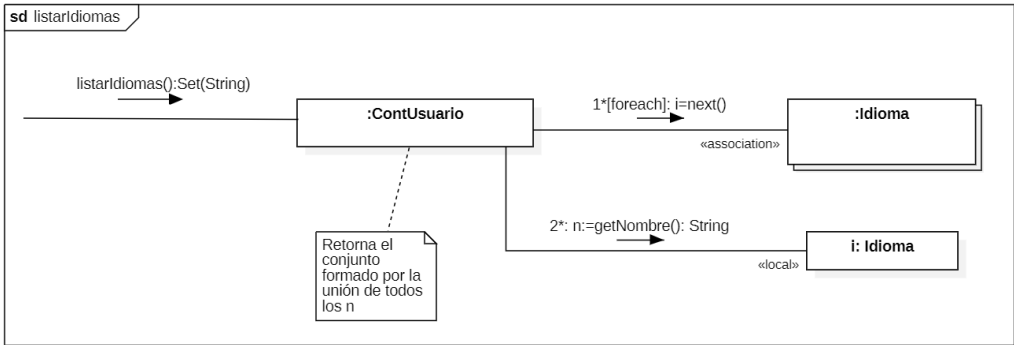 sd listarIdiomas
listarIdiomas():Set(String)
:ContUsuario
1*[foreach]: i=next()
:Idioma
«association»
2*: n:=getNombre(): String
i: Idioma
«local»
Retorna el
conjunto
formado por la
unión de todos
los n